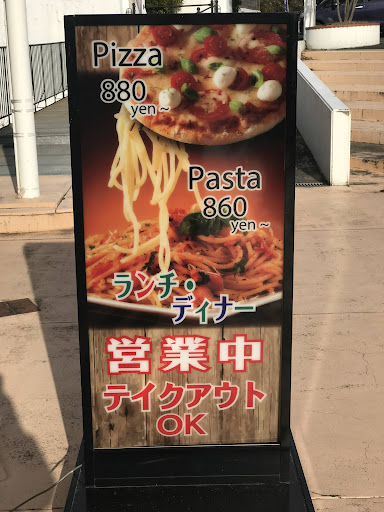 Pizza
880
yen～
Pasta
860
yen～
ランチ・
ディナー
営業中
テイクアウト
OK